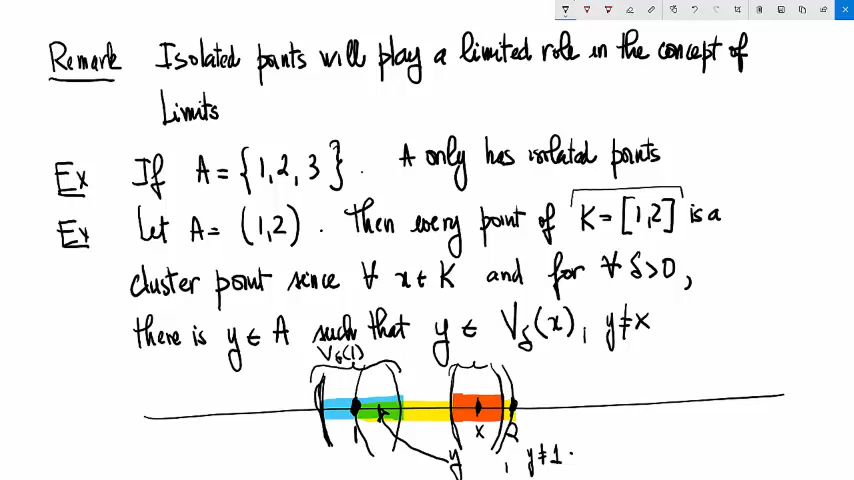 Remark Isolated points will play a limited role in the concept of
Limits
Ex If A = {1, 2, 3}. A only has isolated points
Ex Let A = (1,2). Then every point of K = [1,2] is a
cluster point since ∀ x ∈ K and for ∀ δ>0,
there is y ∈ A such that y ∈ V_δ(x), y≠x
V_δ(1)
1 x 2
y , y≠1.